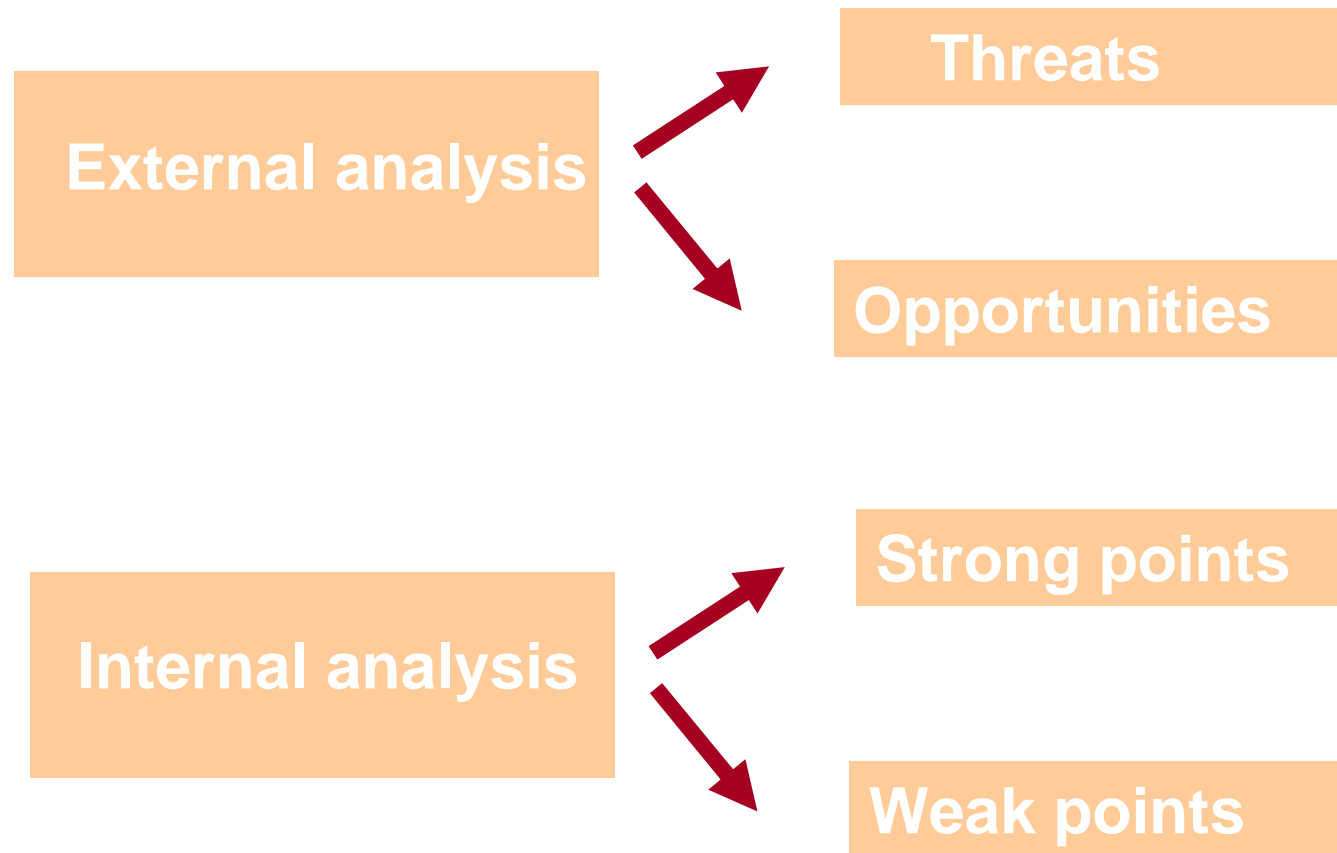 Threats
External analysis
Opportunities
Strong points
Internal analysis
Weak points